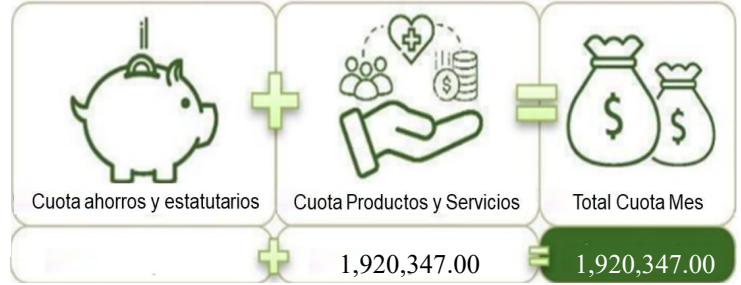 Cuota ahorros y estatutarios
Cuota Productos y Servicios
Total Cuota Mes
1,920,347.00
1,920,347.00